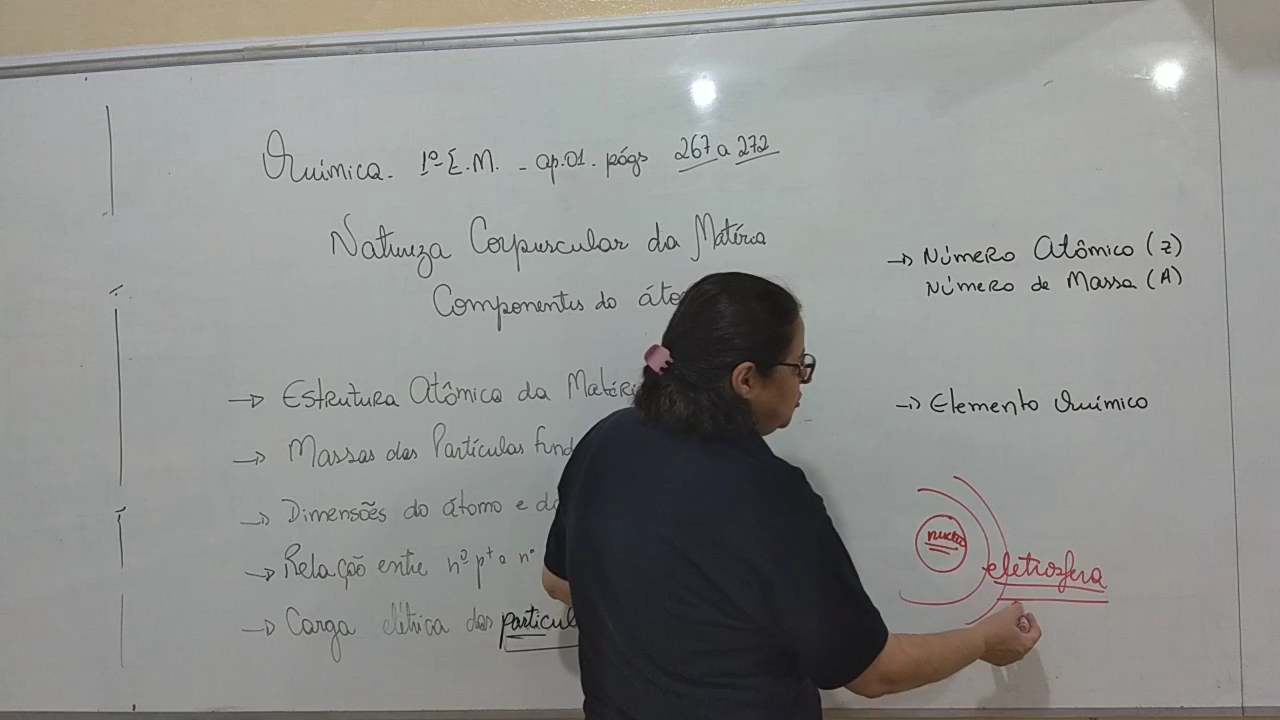 Química - 1º E.M. - ap.01 - págs 267 a 272
Natureza Corpuscular da Matéria
Componentes do áto
→ Estrutura Atômica da Matéri
→ Massas das Partículas fund
→ Dimensões do átomo e do
→ Relação entre nº p+ e nº
→ Carga elétrica das particul
→ Número Atômico (z)
Número de Massa (A)
→ Elemento Químico
eletrosfera